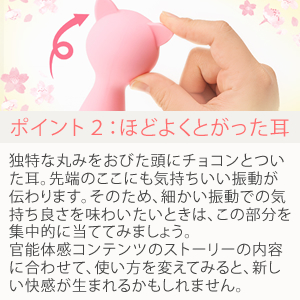 ポイント2：ほどよくとがった耳
独特な丸みをおびた頭にチョコンとつい
た耳。先端のここにも気持ちいい振動が
伝わります。そのため、細かい振動での気
持ち良さを味わいたいときは、この部分を
集中的に当ててみましょう。
官能体感コンテンツのストーリーの内容
に合わせて、使い方を変えてみると、新し
い快感が生まれるかもしれません。